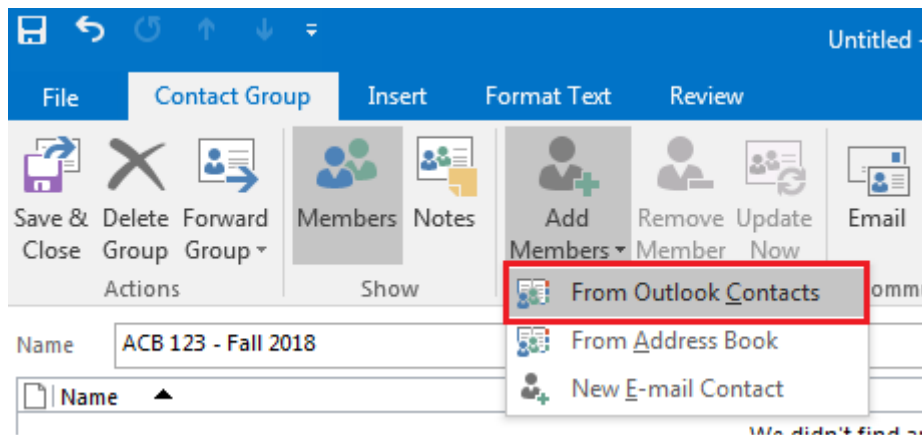 Untitled -
File Contact Group Insert Format Text Review
Save & Delete Forward Members Notes Add Remove Update Email
Close Group Group Members Member Now
Actions Show
From Outlook Contacts
Name ACB 123 - Fall 2018
From Address Book
Name
New E-mail Contact
We didn't find